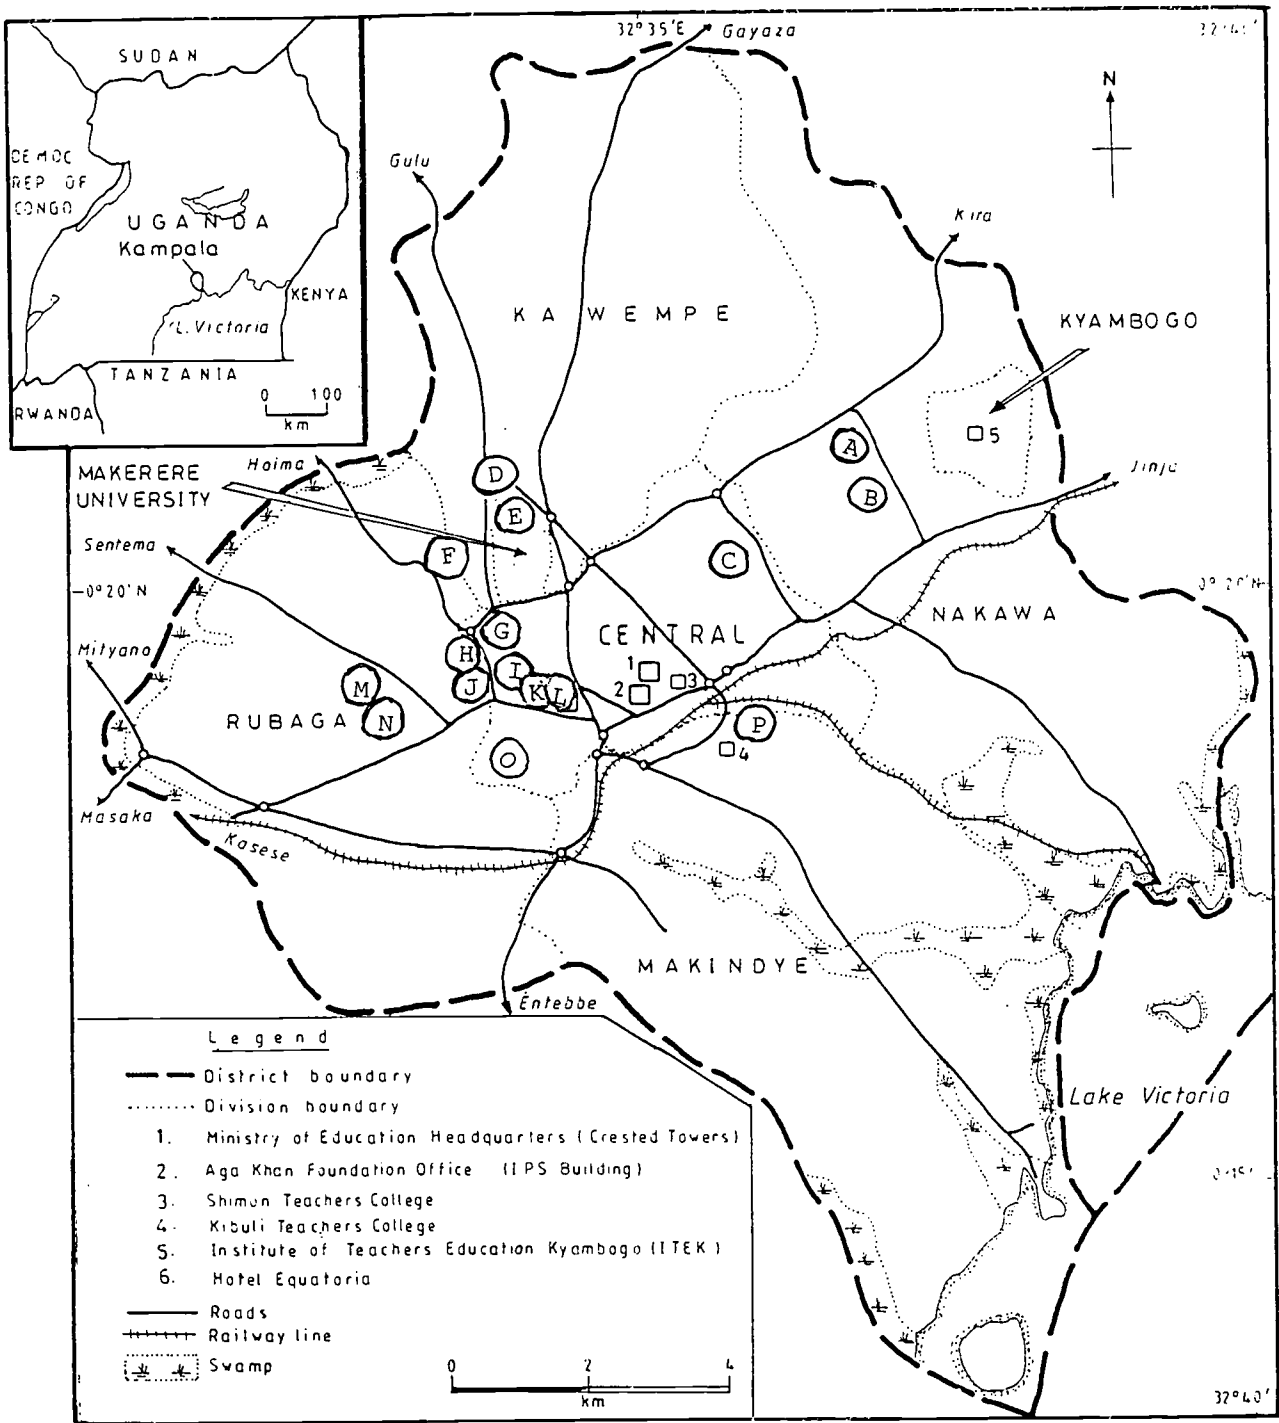 32°35'E
Gayaza
SUDAN
N
DEMOC
REP OF
CONGO
Gulu
UGANDA
Kampala
Kira
KENYA
L. Victoria
KAWEMPE
KYAMBOGO
TANZANIA
0 100
km
RWANDA
5
A
MAKERERE
UNIVERSITY
Hoima
D
B
Jinja
E
Sentema
F
C
0°20'N
0°20'N
NAKAWA
G
CENTRAL
Mityana
H
I
1
3
M
J
K
L
2
RUBAGA
N
P
O
4
Masaka
Kasese
MAKINDYE
Entebbe
Legend
District boundary
Division boundary
1. Ministry of Education Headquarters (Crested Towers)
2. Aga Khan Foundation Office (IPS Building)
3. Shimon Teachers College
4. Kibuli Teachers College
5. Institute of Teachers Education Kyambogo (ITEK)
6. Hotel Equatoria
Roads
Railway line
Swamp
0 2 4
km
Lake Victoria
32°40'